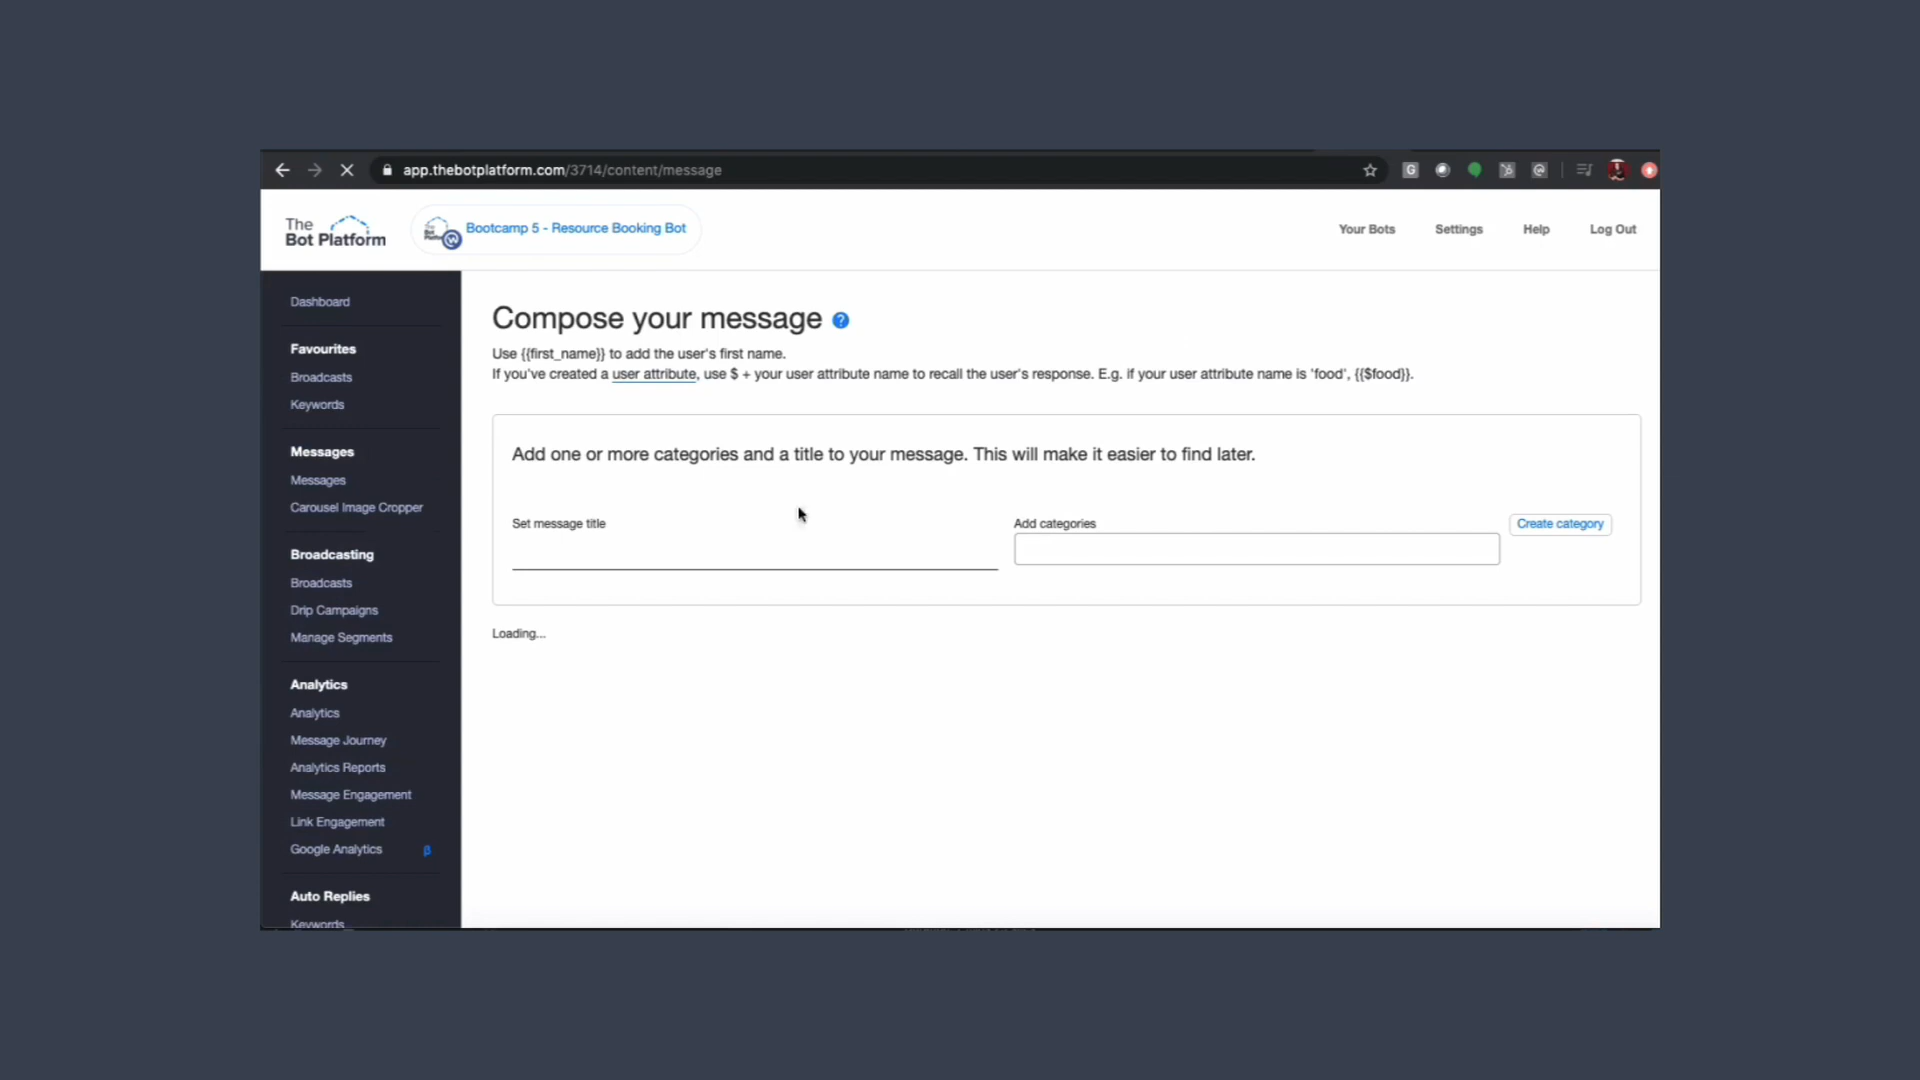 app.thebotplatform.com/3714/content/message
The
Bot Platform
Bootcamp 5 - Resource Booking Bot
Your Bots
Settings
Help
Log Out
Dashboard
Favourites
Broadcasts
Keywords
Messages
Messages
Carousel Image Cropper
Broadcasting
Broadcasts
Drip Campaigns
Manage Segments
Analytics
Analytics
Message Journey
Analytics Reports
Message Engagement
Link Engagement
Google Analytics β
Auto Replies
Keywords
Compose your message ?
Use {{first_name}} to add the user's first name.
If you've created a user attribute, use $ + your user attribute name to recall the user's response. E.g. if your user attribute name is 'food', {{$food}}.
Add one or more categories and a title to your message. This will make it easier to find later.
Set message title
Add categories
Create category
Loading...